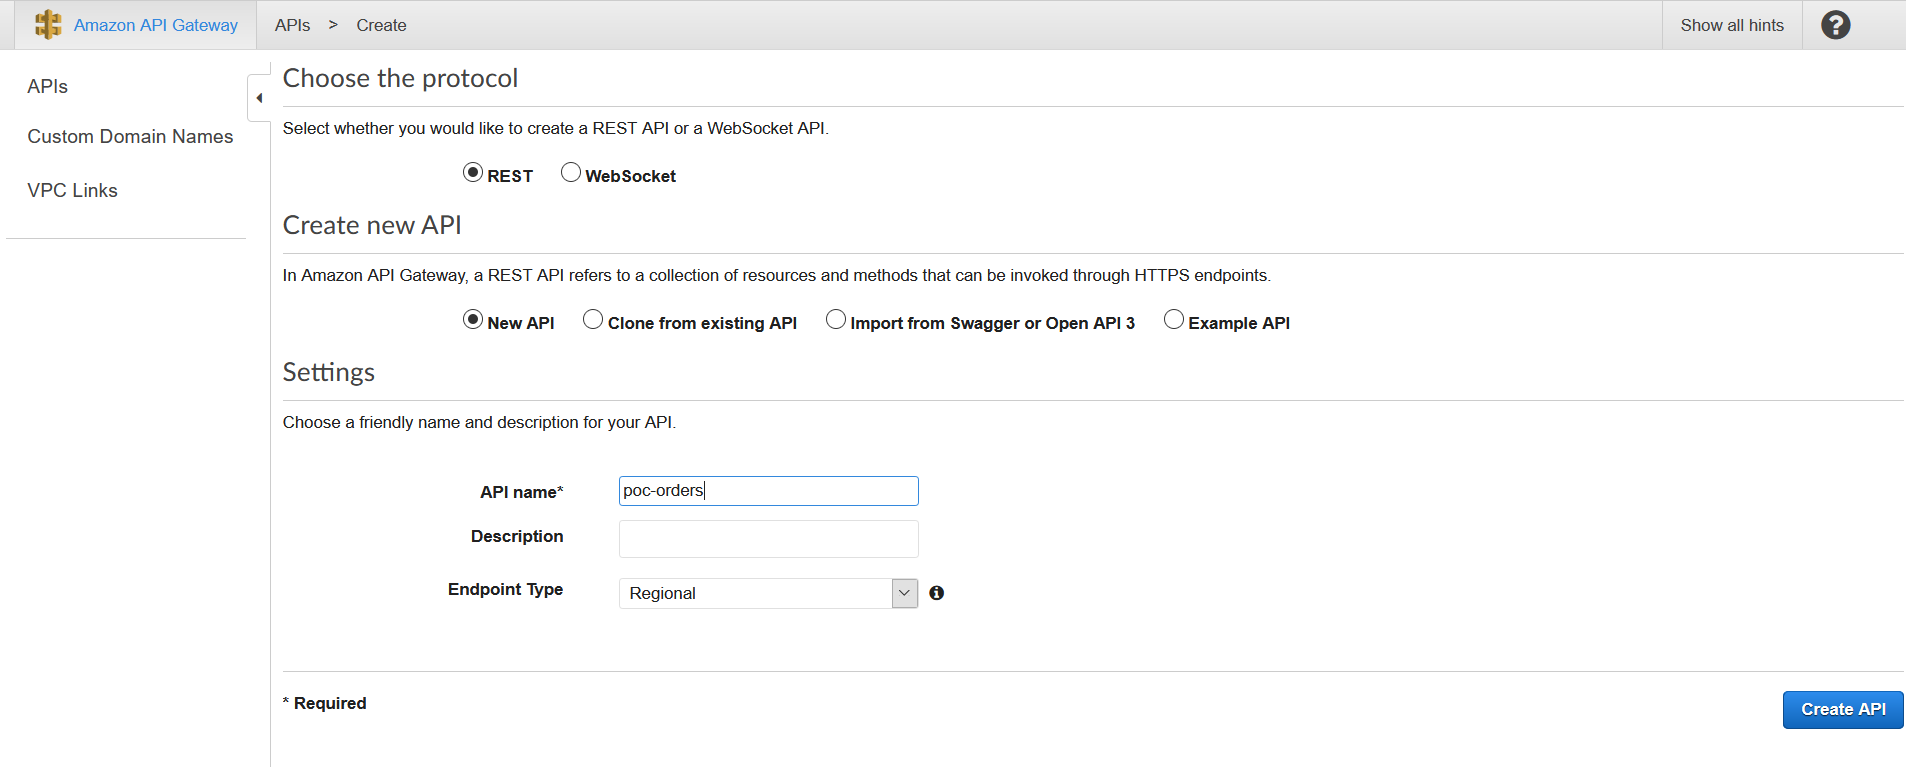 Amazon API Gateway APIs > Create Show all hints ?
APIs
Custom Domain Names
VPC Links
Choose the protocol
Select whether you would like to create a REST API or a WebSocket API.
REST WebSocket
Create new API
In Amazon API Gateway, a REST API refers to a collection of resources and methods that can be invoked through HTTPS endpoints.
New API Clone from existing API Import from Swagger or Open API 3 Example API
Settings
Choose a friendly name and description for your API.
API name* poc-orders
Description
Endpoint Type Regional
* Required
Create API